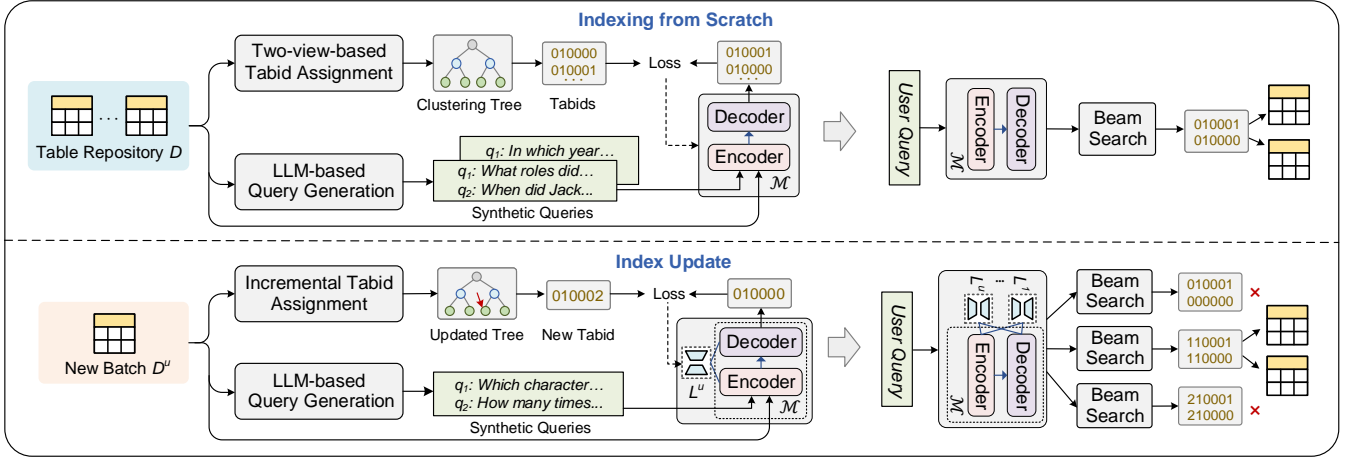 Indexing from Scratch
Two-view-based
Tabid Assignment
Clustering Tree
010000
010001
...
Tabids
Loss
010001
010000
...
Decoder
Encoder
ℳ
...
Table Repository D
LLM-based
Query Generation
q₁: In which year…
q₁: What roles did…
q₂: When did Jack...
Synthetic Queries
User Query
Encoder
Decoder
ℳ
Beam
Search
010001
010000
Index Update
Incremental Tabid
Assignment
Updated Tree
010002
New Tabid
Loss
010000
Decoder
Encoder
Lᵘ
ℳ
New Batch Dᵘ
LLM-based
Query Generation
q₁: Which character…
q₂: How many times...
Synthetic Queries
User Query
Lᵘ ... L¹
Encoder
Decoder
ℳ
Beam
Search
010001
000000
×
Beam
Search
110001
110000
Beam
Search
210001
210000
×